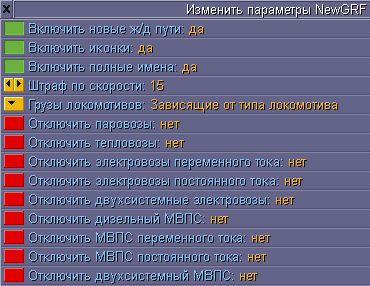 Изменить параметры NewGRF
Включить новые ж/д пути: да
Включить иконки: да
Включить полные имена: да
Штраф по скорости: 15
Грузы локомотивов: Зависящие от типа локомотива
Отключить паровозы: нет
Отключить тепловозы: нет
Отключить электровозы переменного тока: нет
Отключить электровозы постоянного тока: нет
Отключить двухсистемные электровозы: нет
Отключить дизельный МВПС: нет
Отключить МВПС переменного тока: нет
Отключить МВПС постоянного тока: нет
Отключить двухсистемный МВПС: нет